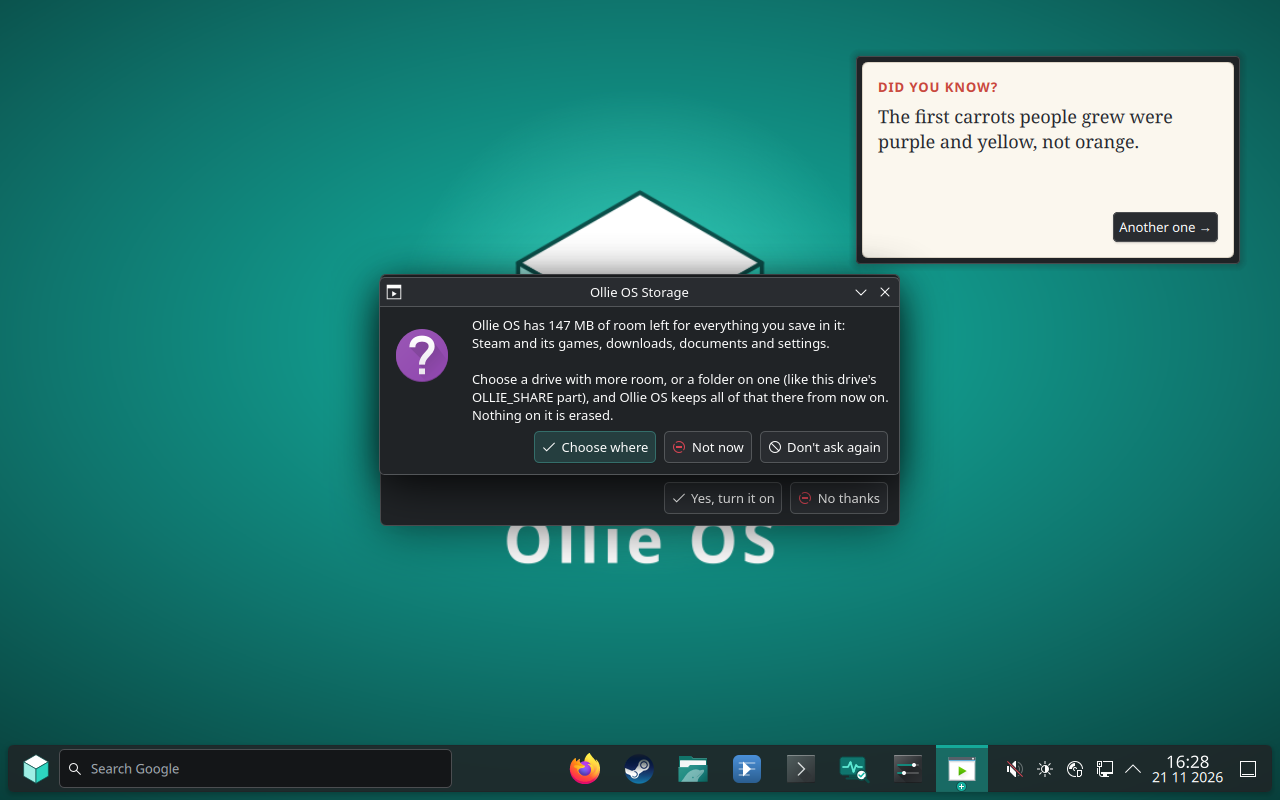 DID YOU KNOW?
The first carrots people grew were
purple and yellow, not orange.
Another one →
Ollie OS Storage
Ollie OS has 147 MB of room left for everything you save in it:
Steam and its games, downloads, documents and settings.
Choose a drive with more room, or a folder on one (like this drive's
OLLIE_SHARE part), and Ollie OS keeps all of that there from now on.
Nothing on it is erased.
Choose where
Not now
Don't ask again
Yes, turn it on
No thanks
Ollie OS
Search Google
16:28
21 11 2026